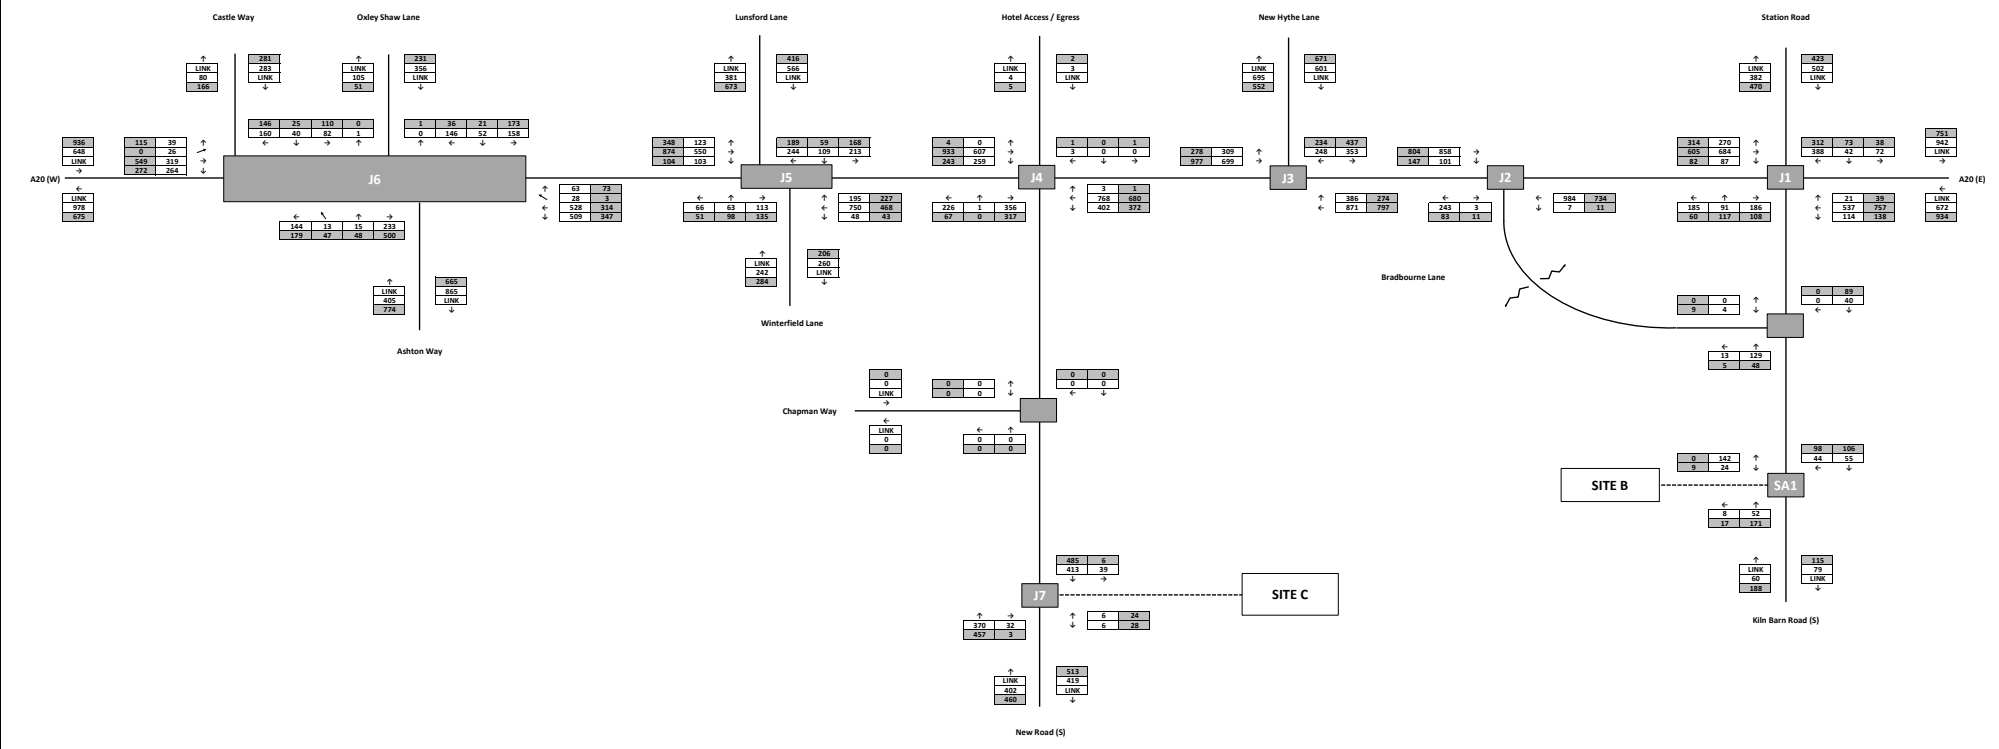 Castle Way
Oxley Shaw Lane
Lunsford Lane
Hotel Access / Egress
New Hythe Lane
Station Road
↑ 281
LINK 283
80 LINK
166 ↓
↑ 231
LINK 356
105 LINK
51 ↓
↑ 416
LINK 566
381 LINK
673 ↓
↑ 2
LINK 3
4 LINK
5 ↓
↑ 671
LINK 601
695 LINK
552 ↓
↑ 423
LINK 502
382 LINK
470 ↓
936
648
LINK
→
115 39 ↑
0 26
549 319 →
272 264 ↓
146 25 110 0
160 40 82 1
← ↓ → ↑
1 36 21 173
0 146 52 158
↑ ← ↓ →
348 123 ↑
874 550 →
104 103 ↓
189 59 168
244 109 213
← ↓ →
4 0 ↑
933 607 →
243 259 ↓
1 0 1
3 0 0
← ↓ →
278 309 ↑
977 699 →
234 437
248 353
← →
804 858 →
147 101 ↓
314 270 ↑
605 684 →
82 87 ↓
312 73 38
388 42 72
← ↓ →
751
942
LINK
→
A20 (W)
J6
J5
J4
J3
J2
J1
A20 (E)
←
LINK
978
675
← ↖ ↑ →
144 13 15 233
179 47 48 500
↑ 63 73
↖ 28 3
← 528 314
↓ 509 347
← ↑ →
66 63 113
51 98 135
↑ 195 227
← 750 468
↓ 48 43
← ↑ →
226 1 356
67 0 317
↑ 3 1
← 768 680
↓ 402 372
↑ 386 274
← 871 797
← →
243 3
83 11
← 984 734
↓ 7 11
← ↑ →
185 91 186
60 117 108
↑ 21 39
← 537 757
↓ 114 138
←
LINK
672
934
↑ 206
LINK 260
242 LINK
284 ↓
↑ 665
LINK 865
405 LINK
774 ↓
Bradbourne Lane
0 0 ↑
9 4 ↓
0 89
0 40
← ↓
Winterfield Lane
Ashton Way
← ↑
13 129
5 48
0
0
LINK
→
0 0 ↑
0 0 ↓
0 0
0 0
← ↓
Chapman Way
←
LINK
0
0
← ↑
0 0
0 0
0 142 ↑
9 24 ↓
98 106
44 55
← ↓
SITE B
SA1
← ↑
8 52
17 171
485 6
413 39
↓ →
↑ 115
LINK 79
60 LINK
188 ↓
J7
SITE C
↑ →
370 32
457 3
↑ 6 24
↓ 6 28
Kiln Barn Road (S)
↑ 513
LINK 419
402 LINK
460 ↓
New Road (S)